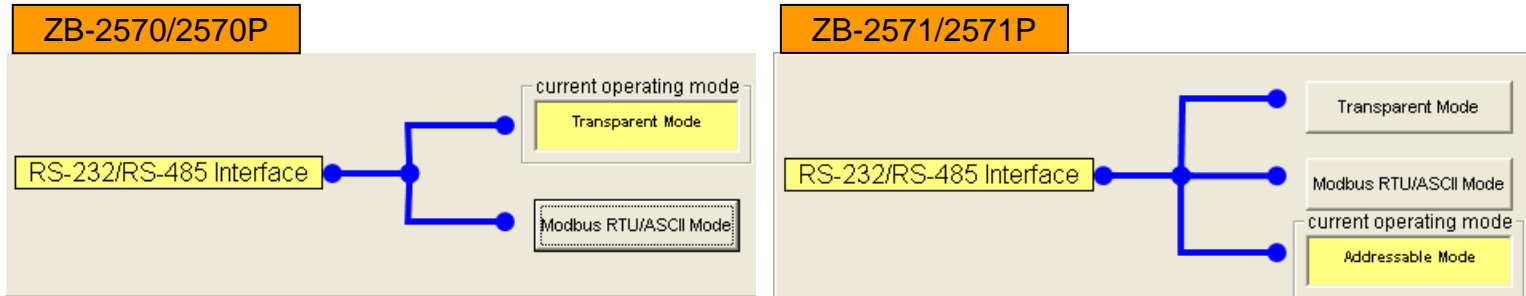 ZB-2570/2570P
current operating mode
Transparent Mode
RS-232/RS-485 Interface
Modbus RTU/ASCII Mode
ZB-2571/2571P
Transparent Mode
RS-232/RS-485 Interface
Modbus RTU/ASCII Mode
current operating mode
Addressable Mode